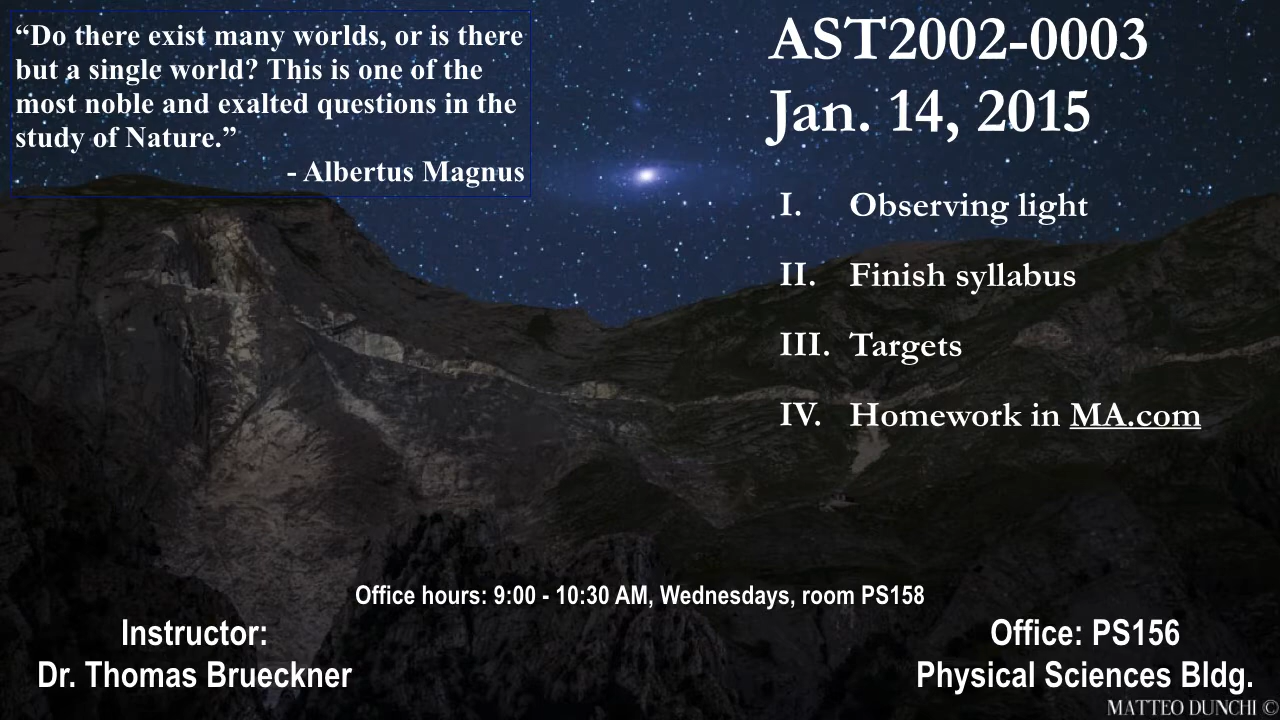 “Do there exist many worlds, or is there
but a single world? This is one of the
most noble and exalted questions in the
study of Nature.”
- Albertus Magnus
AST2002-0003
Jan. 14, 2015
I. Observing light
II. Finish syllabus
III. Targets
IV. Homework in MA.com
Office hours: 9:00 - 10:30 AM, Wednesdays, room PS158
Instructor:
Dr. Thomas Brueckner
Office: PS156
Physical Sciences Bldg.
MATTEO DUNCHI ©